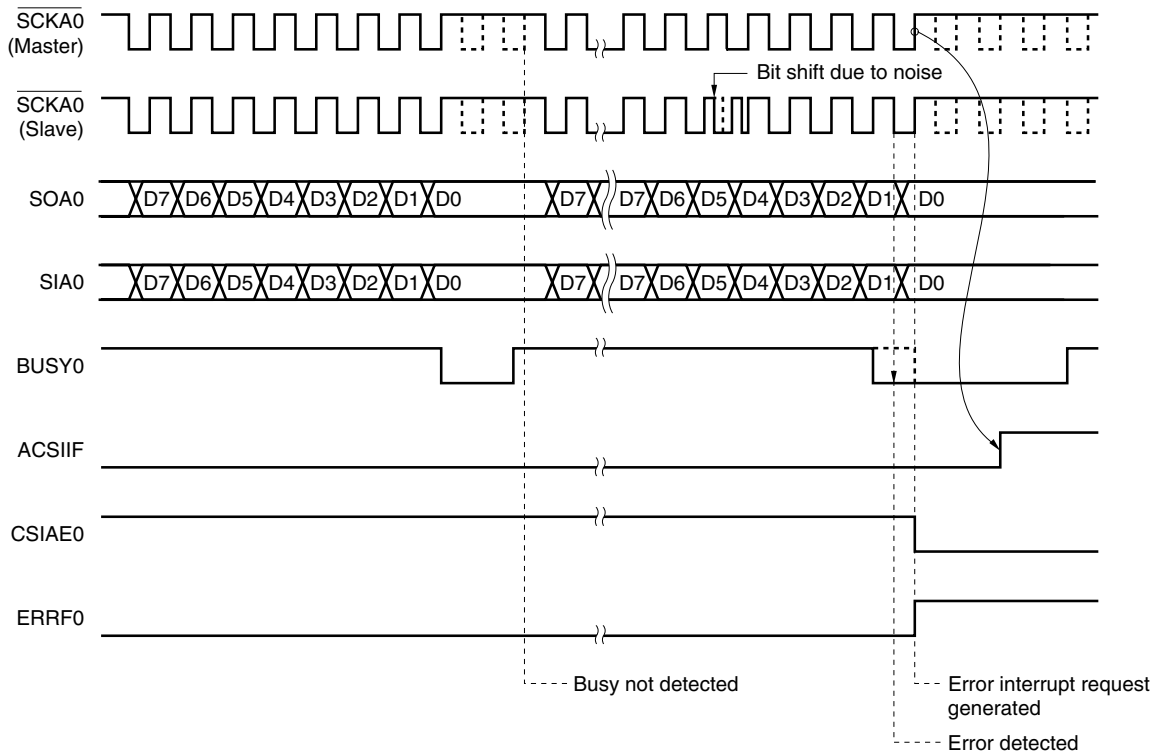 SCKA0
(Master)
Bit shift due to noise
SCKA0
(Slave)
SOA0 D7 D6 D5 D4 D3 D2 D1 D0 D7 D7 D6 D5 D4 D3 D2 D1 D0
SIA0 D7 D6 D5 D4 D3 D2 D1 D0 D7 D7 D6 D5 D4 D3 D2 D1 D0
BUSY0
ACSIIF
CSIAE0
ERRF0
Busy not detected
Error interrupt request
generated
Error detected